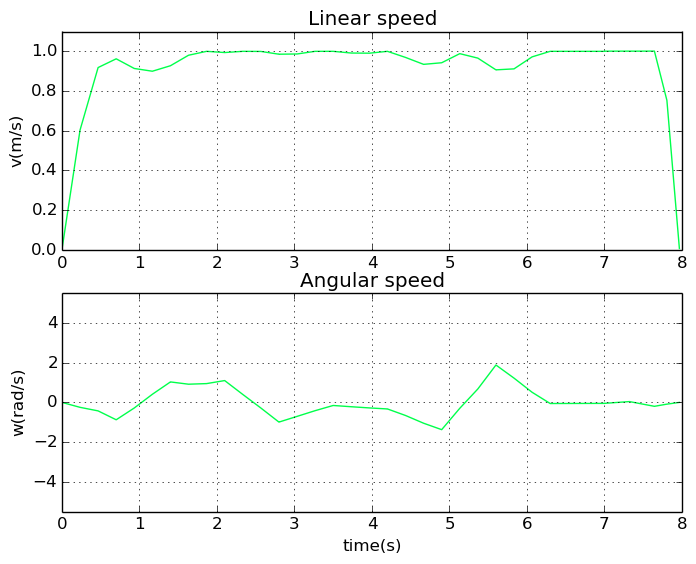 Linear speed
1.0
0.8
0.6
0.4
0.2
0.0
v(m/s)
0 1 2 3 4 5 6 7 8
Angular speed
4
2
0
−2
−4
w(rad/s)
0 1 2 3 4 5 6 7 8
time(s)